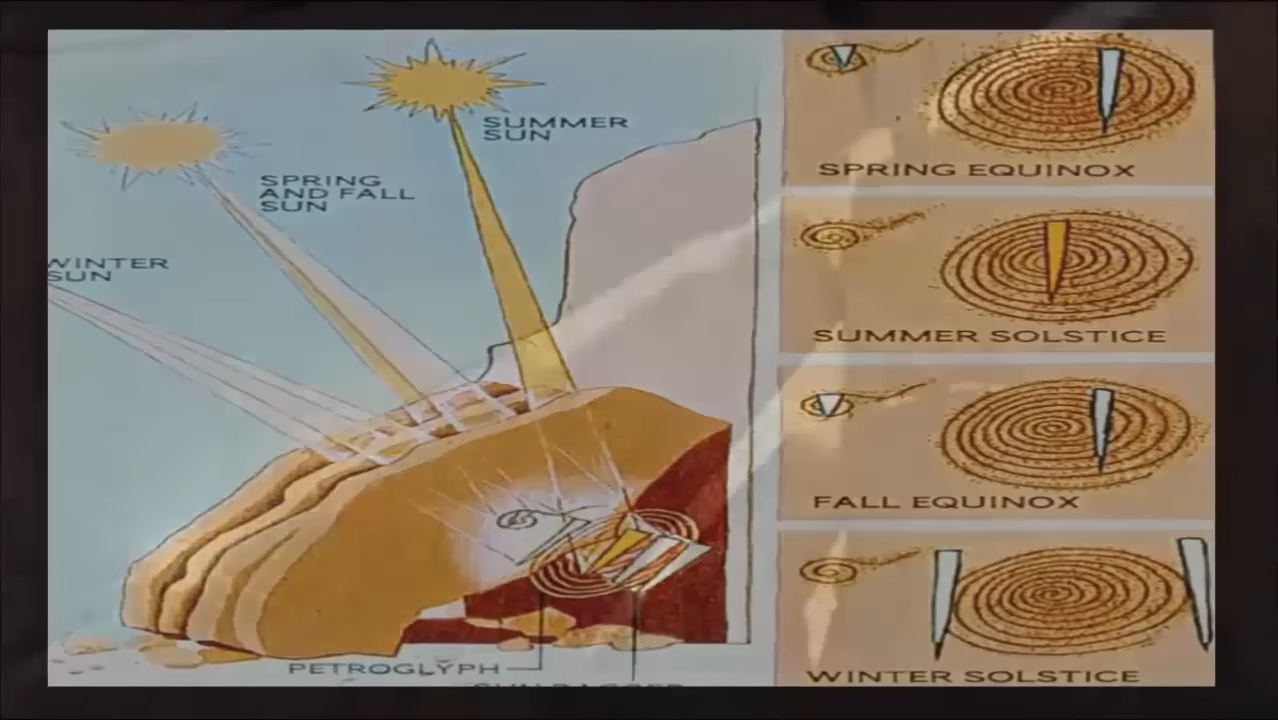 SUMMER
SUN
SPRING
AND FALL
SUN
WINTER
SUN
PETROGLYPH
SPRING EQUINOX
SUMMER SOLSTICE
FALL EQUINOX
WINTER SOLSTICE